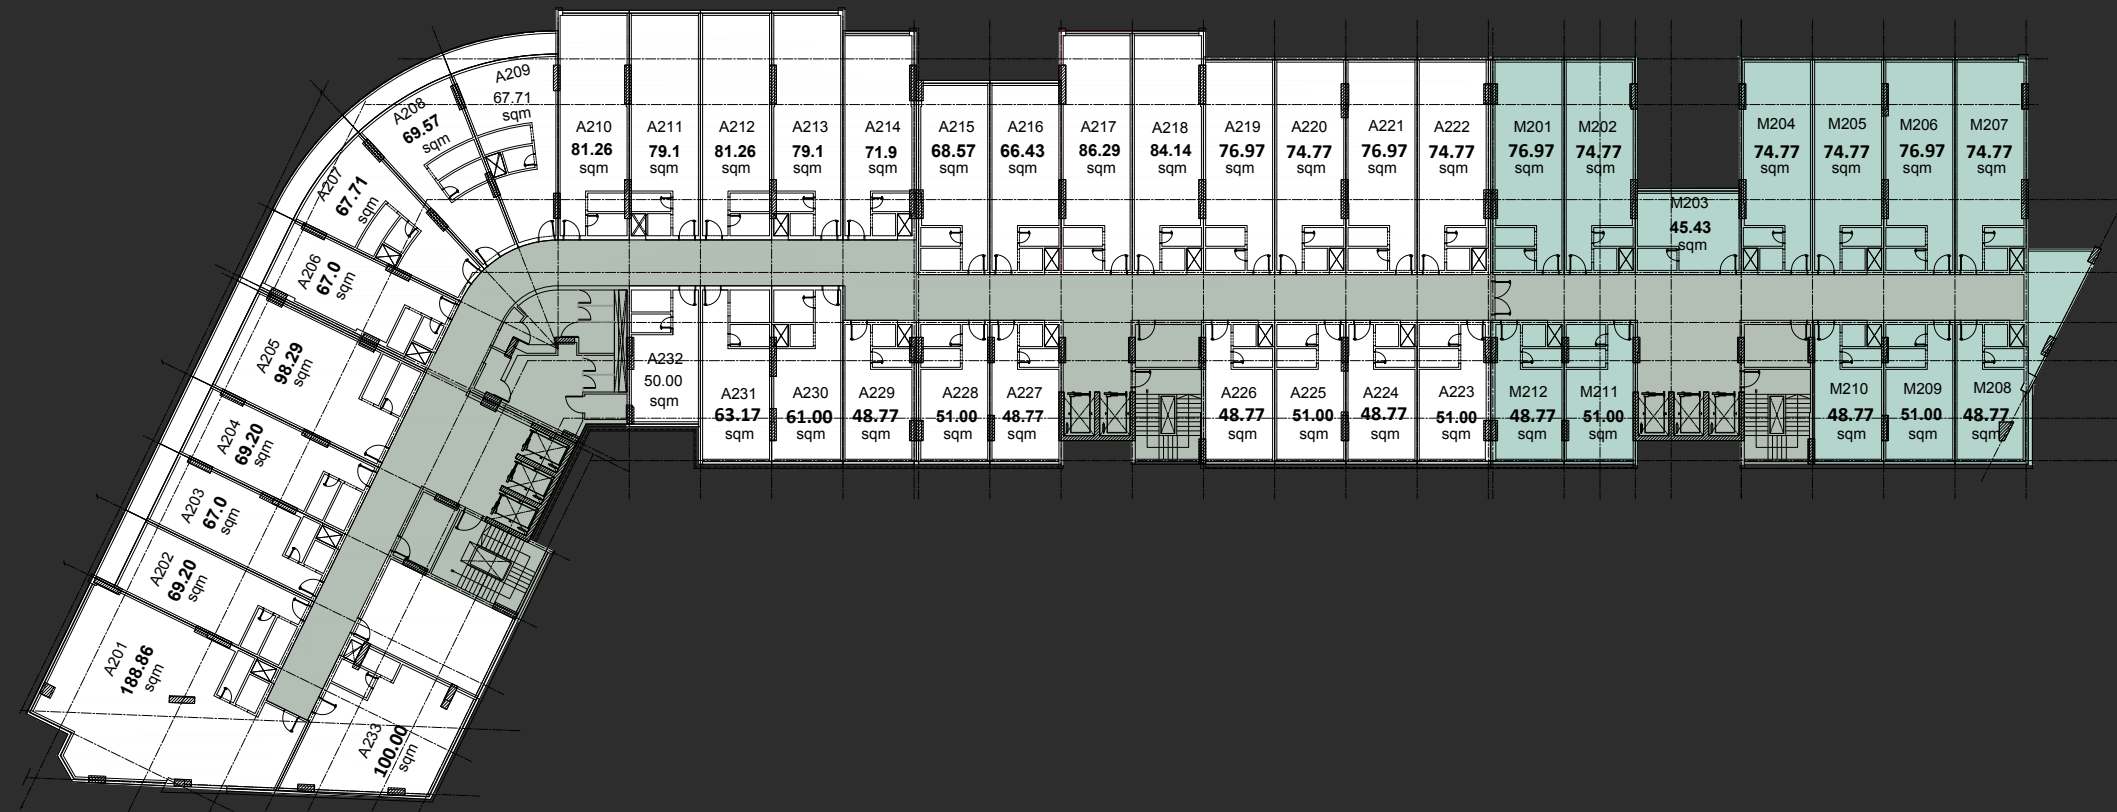 A209
67.71
sqm
A208
69.57
sqm
A207
67.71
sqm
A206
67.0
sqm
A205
98.29
sqm
A204
69.20
sqm
A203
67.0
sqm
A202
69.20
sqm
A201
188.86
sqm
A233
100.00
sqm
A210
81.26
sqm
A211
79.1
sqm
A212
81.26
sqm
A213
79.1
sqm
A214
71.9
sqm
A215
68.57
sqm
A216
66.43
sqm
A217
86.29
sqm
A218
84.14
sqm
A219
76.97
sqm
A220
74.77
sqm
A221
76.97
sqm
A222
74.77
sqm
M201
76.97
sqm
M202
74.77
sqm
M203
45.43
sqm
M204
74.77
sqm
M205
74.77
sqm
M206
76.97
sqm
M207
74.77
sqm
A232
50.00
sqm
A231
63.17
sqm
A230
61.00
sqm
A229
48.77
sqm
A228
51.00
sqm
A227
48.77
sqm
A226
48.77
sqm
A225
51.00
sqm
A224
48.77
sqm
A223
51.00
sqm
M212
48.77
sqm
M211
51.00
sqm
M210
48.77
sqm
M209
51.00
sqm
M208
48.77
sqm